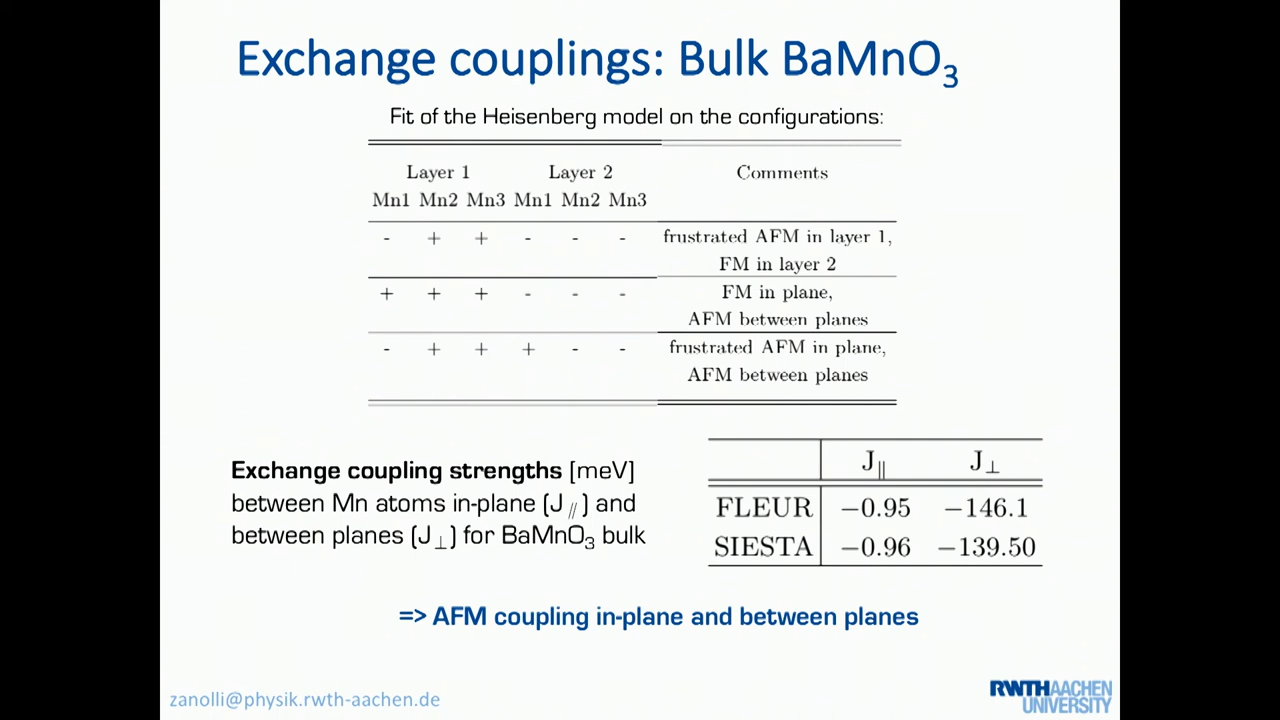 Exchange couplings: Bulk BaMnO₃
Fit of the Heisenberg model on the configurations:
Layer 1 Layer 2 Comments
Mn1 Mn2 Mn3 Mn1 Mn2 Mn3
- + + - - - frustrated AFM in layer 1,
FM in layer 2
+ + + - - - FM in plane,
AFM between planes
- + + + - - frustrated AFM in plane,
AFM between planes
Exchange coupling strengths [meV]
between Mn atoms in-plane (J∥) and
between planes (J⊥) for BaMnO₃ bulk
J∥ J⊥
FLEUR −0.95 −146.1
SIESTA −0.96 −139.50
=> AFM coupling in-plane and between planes
zanolli@physik.rwth-aachen.de
RWTH AACHEN
UNIVERSITY